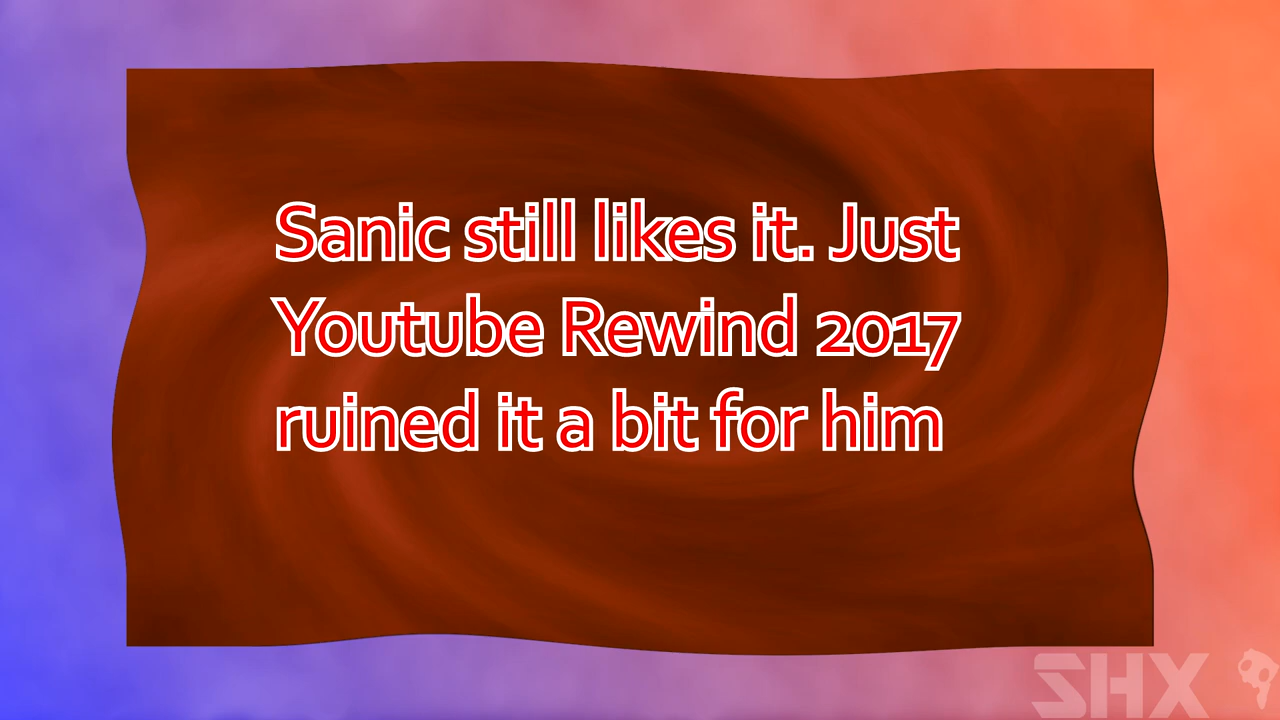 Sanic still likes it. Just
Youtube Rewind 2017
ruined it a bit for him
SHX